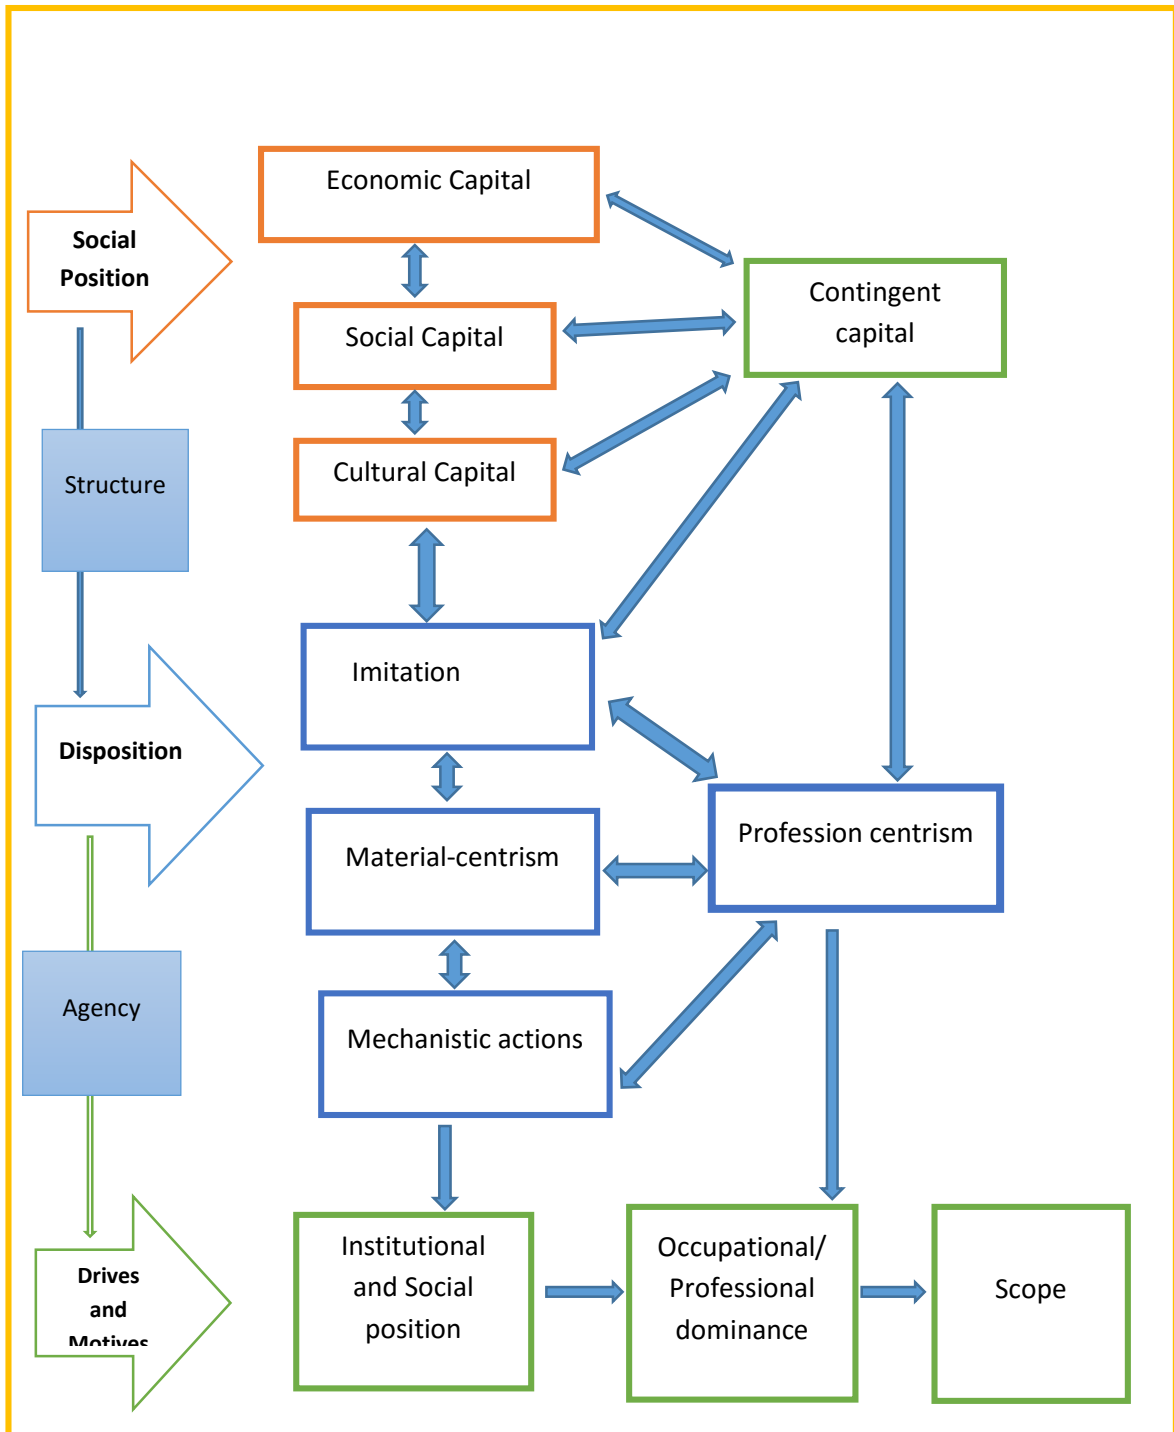 Economic Capital
Social
Position
Contingent
capital
Social Capital
Cultural Capital
Structure
Imitation
Disposition
Profession centrism
Material-centrism
Agency
Mechanistic actions
Institutional
and Social
position
Occupational/
Professional
dominance
Scope
Drives
and
Motives